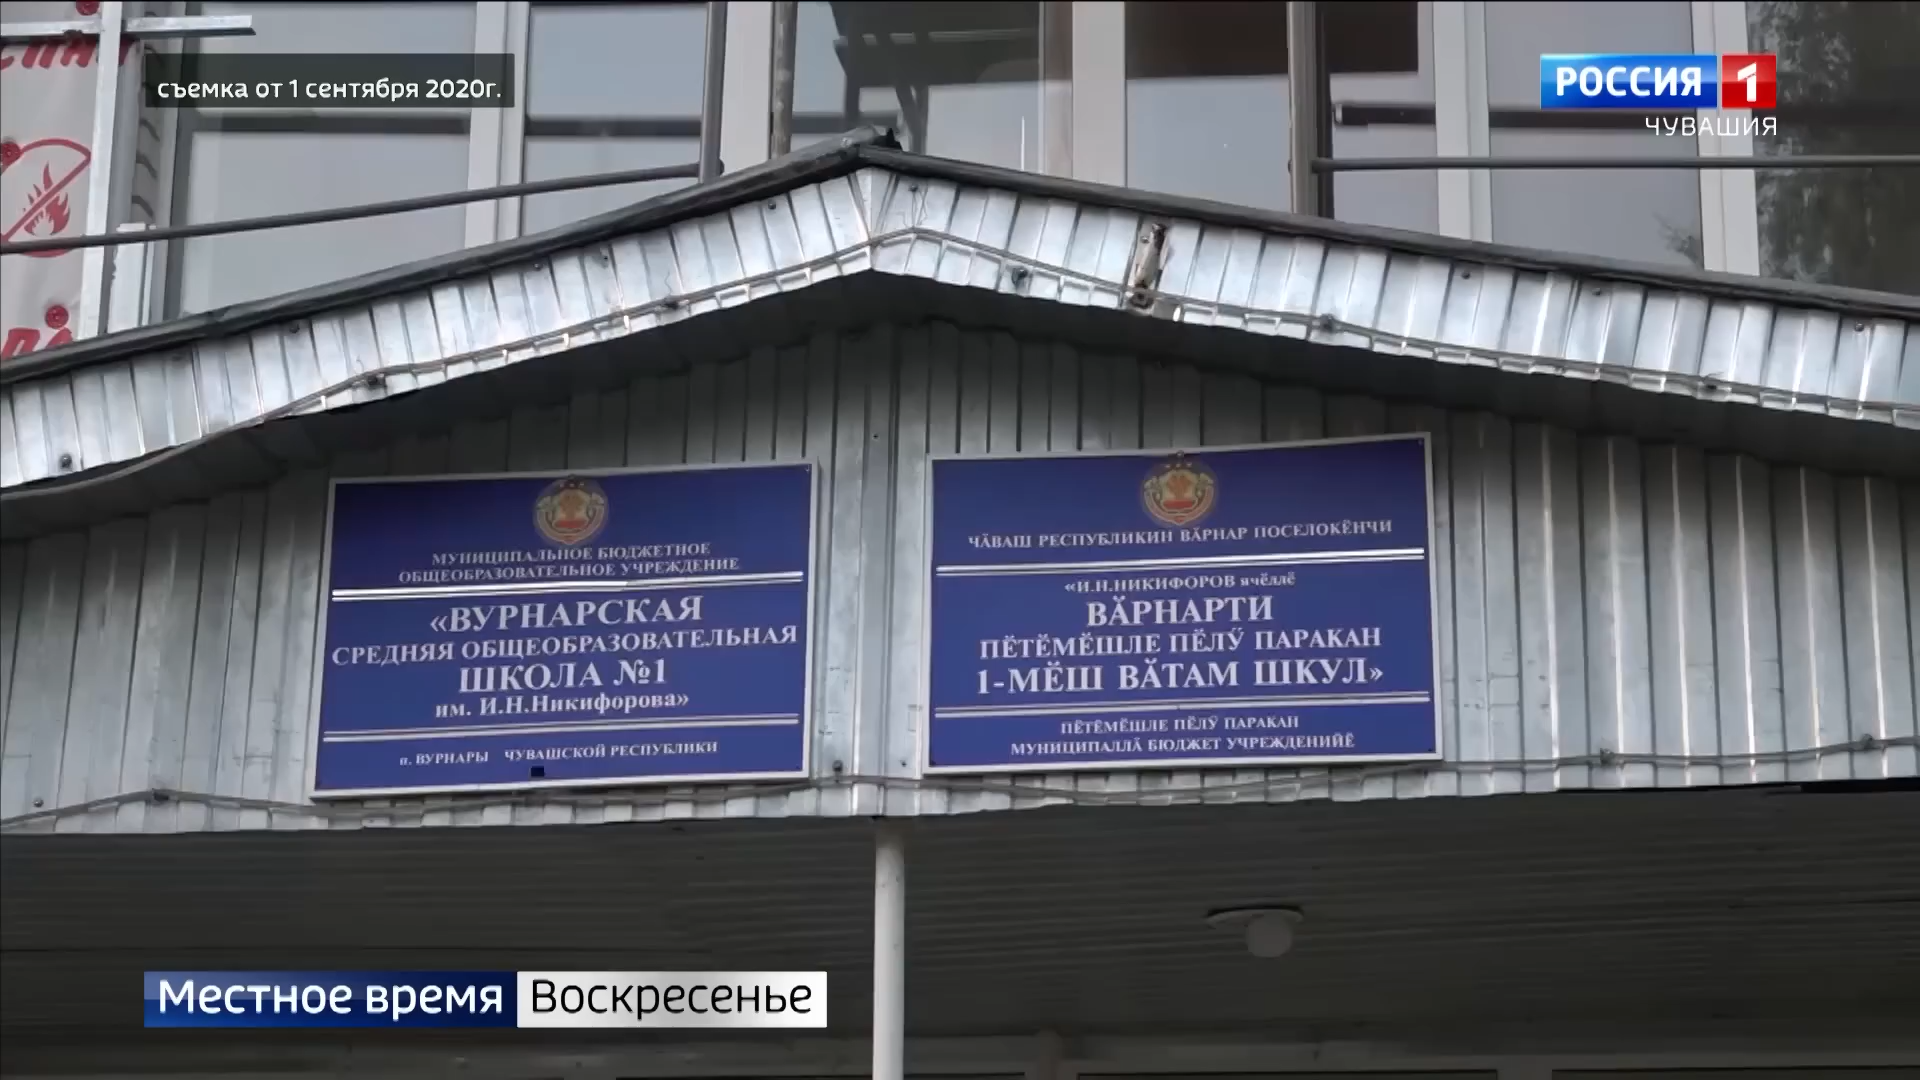 съемка от 1 сентября 2020г.
РОССИЯ 1
ЧУВАШИЯ
МУНИЦИПАЛЬНОЕ БЮДЖЕТНОЕ
ОБЩЕОБРАЗОВАТЕЛЬНОЕ УЧРЕЖДЕНИЕ
«ВУРНАРСКАЯ
СРЕДНЯЯ ОБЩЕОБРАЗОВАТЕЛЬНАЯ
ШКОЛА №1
им. И.Н.Никифорова»
п. ВУРНАРЫ ЧУВАШСКОЙ РЕСПУБЛИКИ
ЧӐВАШ РЕСПУБЛИКИН ВӐРНАР ПОСЕЛОКӖНЧИ
«И.Н.НИКИФОРОВ ячӗллӗ
ВӐРНАРТИ
ПӖТӖМӖШЛЕ ПӖЛӲ ПАРАКАН
1-МӖШ ВӐТАМ ШКУЛ»
ПӖТӖМӖШЛЕ ПӖЛӲ ПАРАКАН
МУНИЦИПАЛЛӐ БЮДЖЕТ УЧРЕЖДЕНИЙӖ
Местное время Воскресенье